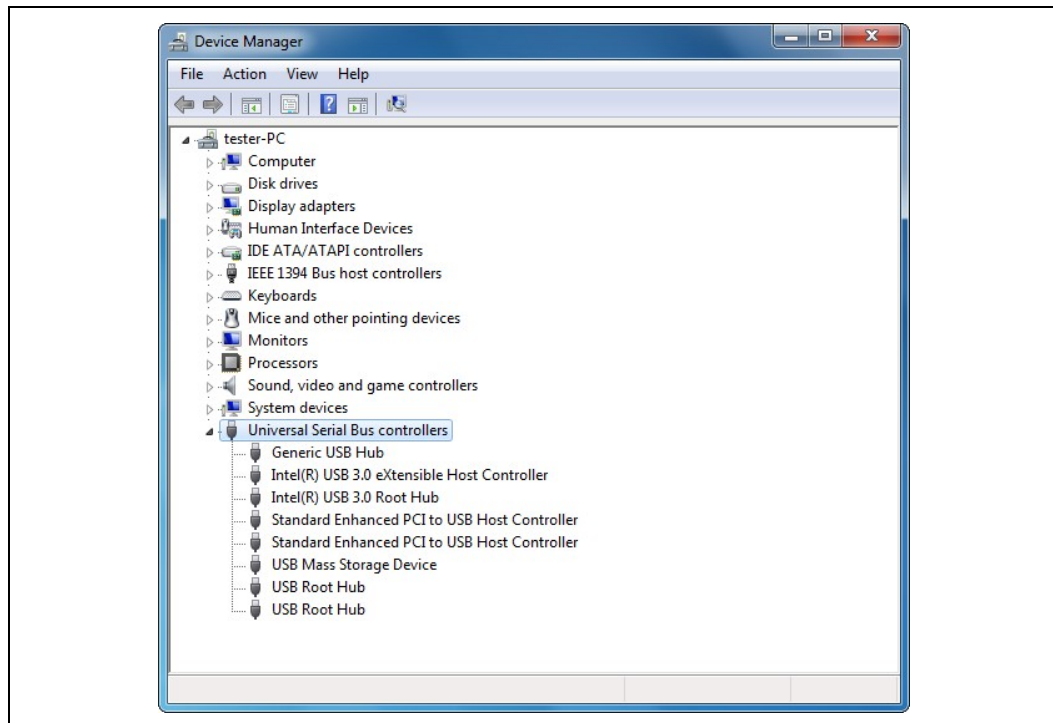 Device Manager
File Action View Help
tester-PC
Computer
Disk drives
Display adapters
Human Interface Devices
IDE ATA/ATAPI controllers
IEEE 1394 Bus host controllers
Keyboards
Mice and other pointing devices
Monitors
Processors
Sound, video and game controllers
System devices
Universal Serial Bus controllers
Generic USB Hub
Intel(R) USB 3.0 eXtensible Host Controller
Intel(R) USB 3.0 Root Hub
Standard Enhanced PCI to USB Host Controller
Standard Enhanced PCI to USB Host Controller
USB Mass Storage Device
USB Root Hub
USB Root Hub